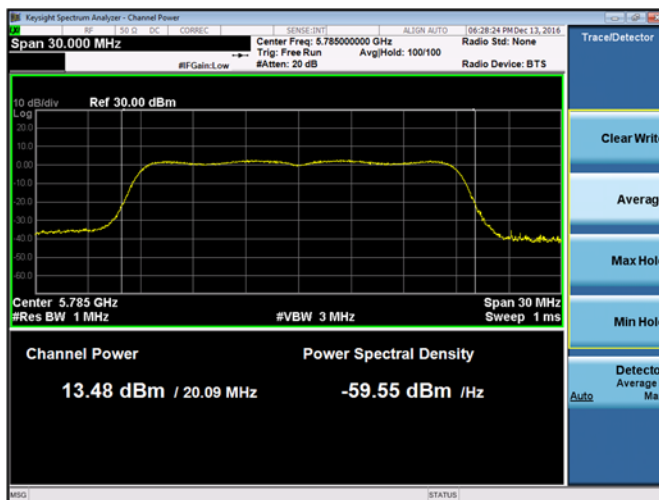 Keysight Spectrum Analyzer - Channel Power
RF 50 Ω DC CORREC SENSE:INT ALIGN AUTO 06:28:24 PM Dec 13, 2016
Span 30.000 MHz Center Freq: 5.785000000 GHz Radio Std: None Trace/Detector
Trig: Free Run Avg|Hold: 100/100
#IFGain:Low #Atten: 20 dB Radio Device: BTS
10 dB/div Ref 30.00 dBm
Log
20.0
10.0
0.00
-10.0
-20.0
-30.0
-40.0
-50.0
-60.0
Clear Write
Average
Max Hold
Min Hold
Center 5.785 GHz Span 30 MHz
#Res BW 1 MHz #VBW 3 MHz Sweep 1 ms
Channel Power Power Spectral Density
13.48 dBm / 20.09 MHz -59.55 dBm /Hz
Detecto
Average
Auto Ma
MSG STATUS